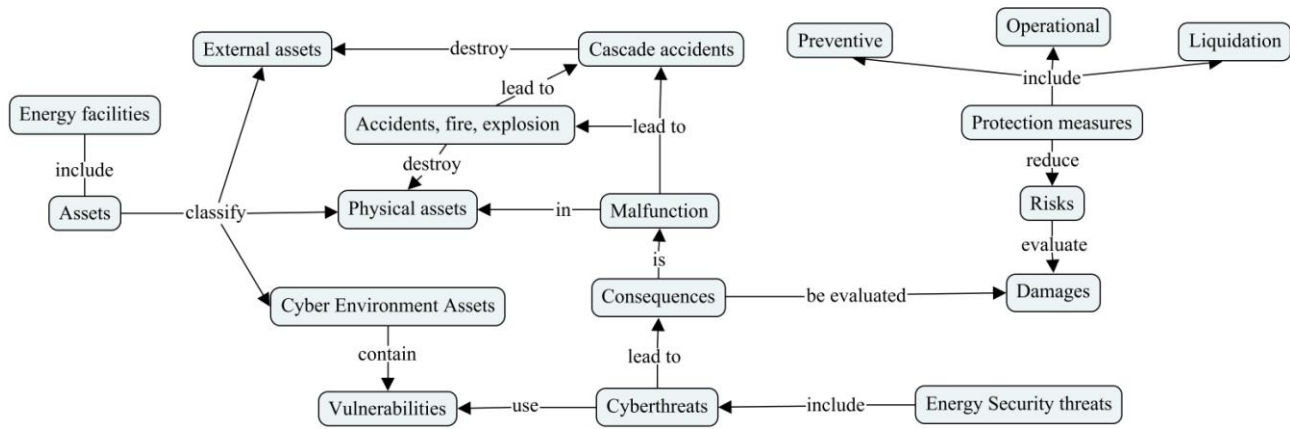 Operational
External assets
destroy
Cascade accidents
Preventive
Liquidation
include
lead to
Energy facilities
Accidents, fire, explosion
lead to
Protection measures
include
destroy
reduce
Assets
classify
Physical assets
in
Malfunction
Risks
evaluate
is
Cyber Environment Assets
Consequences
be evaluated
Damages
contain
lead to
Vulnerabilities
use
Cyberthreats
include
Energy Security threats